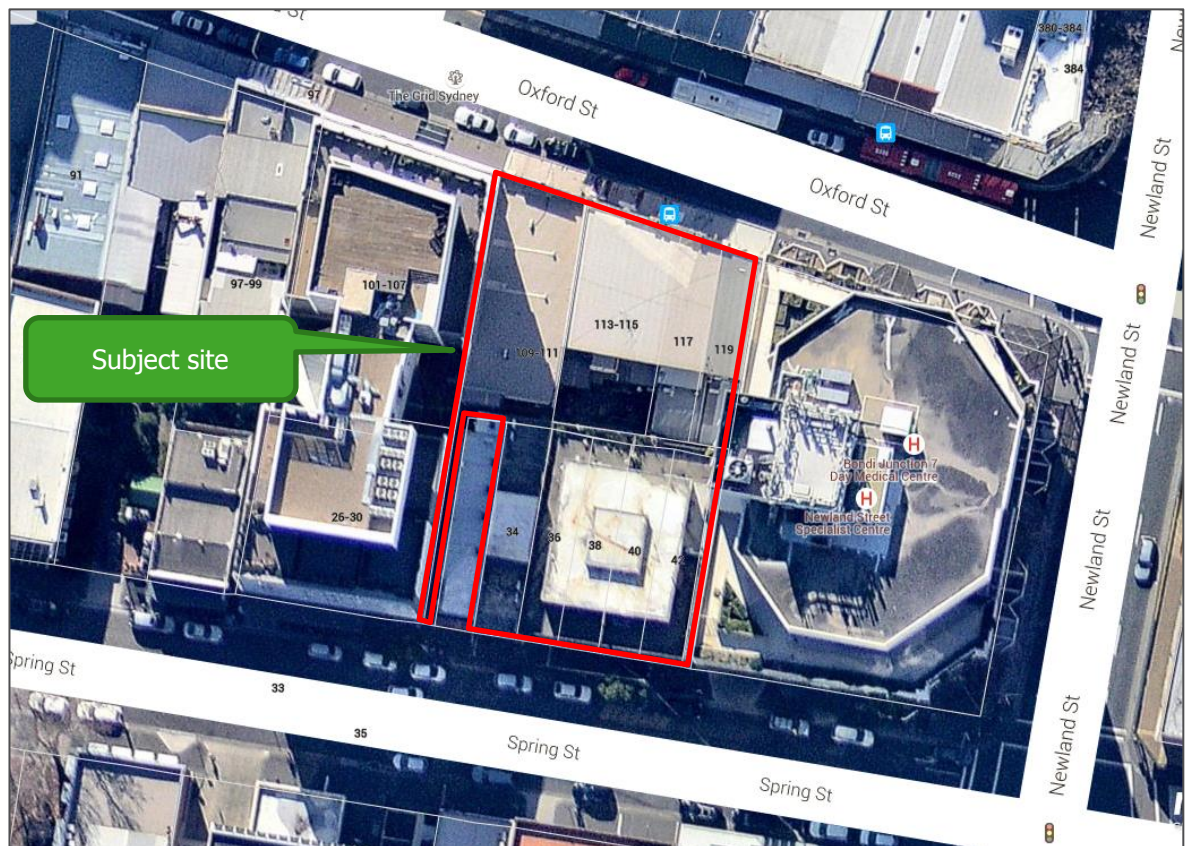 380-384
384
Oxford St
The Grid Sydney
97
91
Oxford St
Newland St
97-99
101-107
113-115
117
119
109-111
Subject site
Newland St
Bondi Junction 7
Day Medical Centre
Newland Street
Specialist Centre
26-30
34
36
38
40
Newland St
Spring St
33
35
Spring St
Spring St
Newland St